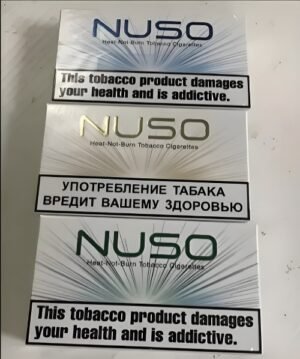 NUSO
Heat-Not-Burn Tobacco Cigarettes
This tobacco product damages
your health and is addictive.
NUSO
Heat-Not-Burn Tobacco Cigarettes
УПОТРЕБЛЕНИЕ ТАБАКА
ВРЕДИТ ВАШЕМУ ЗДОРОВЬЮ
NUSO
Heat-Not-Burn Tobacco Cigarettes
This tobacco product damages
your health and is addictive.